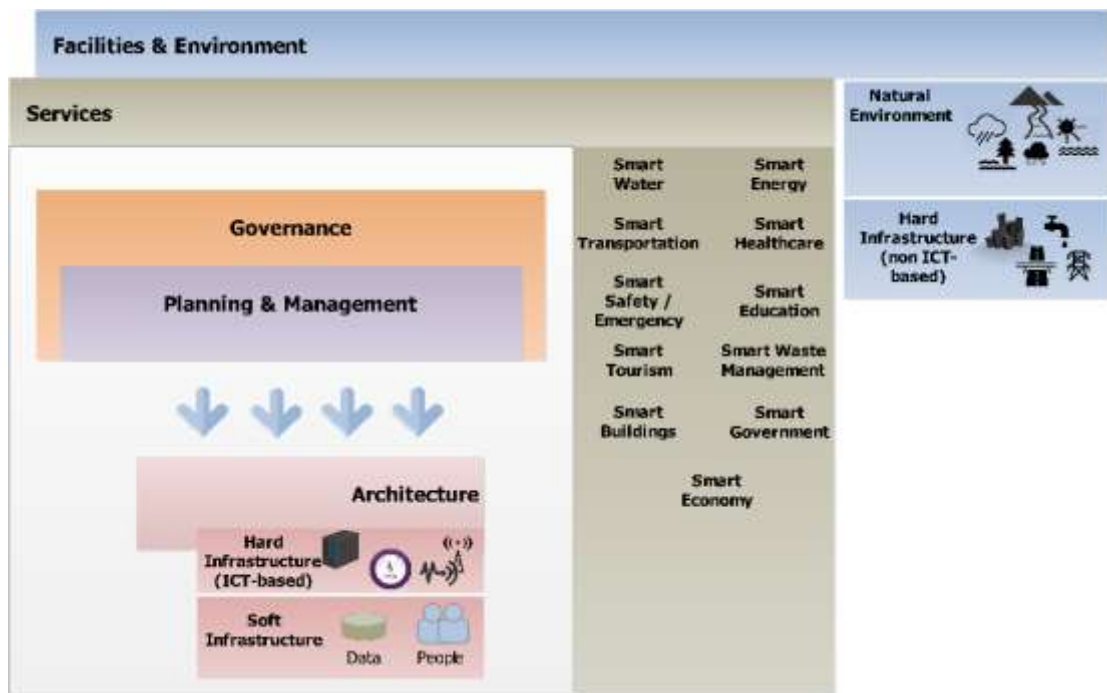 Facilities & Environment
Services
Governance
Planning & Management
Architecture
Hard
Infrastructure
(ICT-based)
Soft
Infrastructure
Data
People
Smart
Water
Smart
Energy
Smart
Transportation
Smart
Healthcare
Smart
Safety /
Emergency
Smart
Education
Smart
Tourism
Smart Waste
Management
Smart
Buildings
Smart
Government
Smart
Economy
Natural
Environment
Hard
Infrastructure
(non ICT-
based)